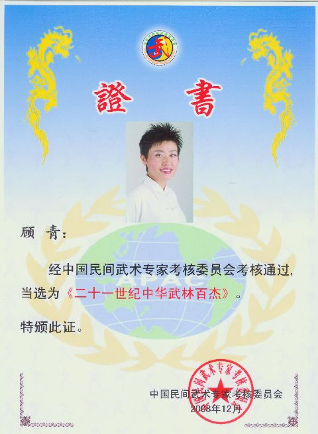 證書
顾 青:
经中国民间武术专家考核委员会考核通过,
当选为《二十一世纪中华武林百杰》。
特颁此证。
APAC
中国民间武术专家考核委员会
2008年12月